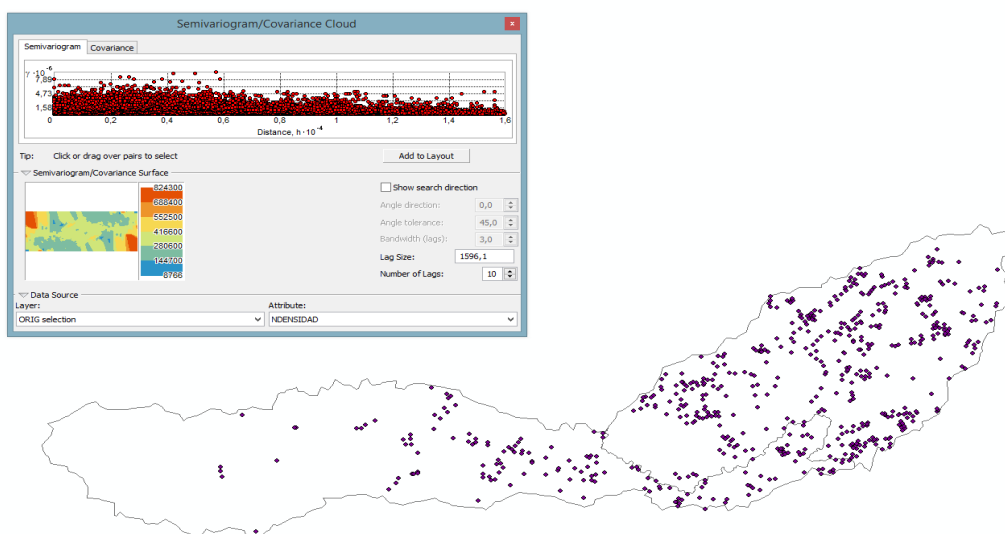 Semivariogram/Covariance Cloud
x
Semivariogram Covariance
γ·10 -6
7,89
4,73
1,58
0 0,2 0,4 0,6 0,8 1 1,2 1,4 1,6
Distance, h·10 -4
Tip: Click or drag over pairs to select Add to Layout
Semivariogram/Covariance Surface
824300
688400
552500
416600
280600
144700
8766
Show search direction
Angle direction: 0,0
Angle tolerance: 45,0
Bandwidth (lags): 3,0
Lag Size: 1596,1
Number of Lags: 10
Data Source
Layer: Attribute:
ORIG selection NDENSIDAD